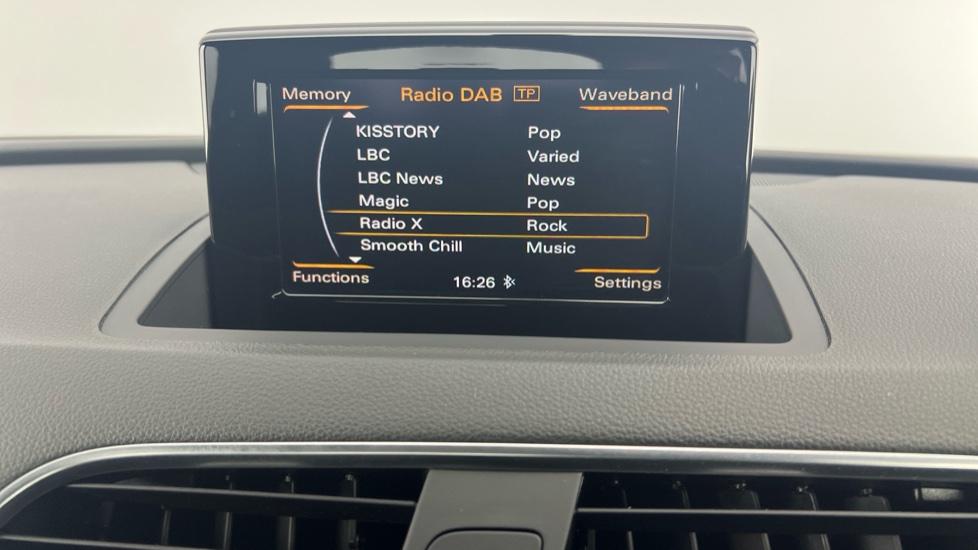 Memory Radio DAB TP Waveband
KISSTORY Pop
LBC Varied
LBC News News
Magic Pop
Radio X Rock
Smooth Chill Music
Functions 16:26 Settings